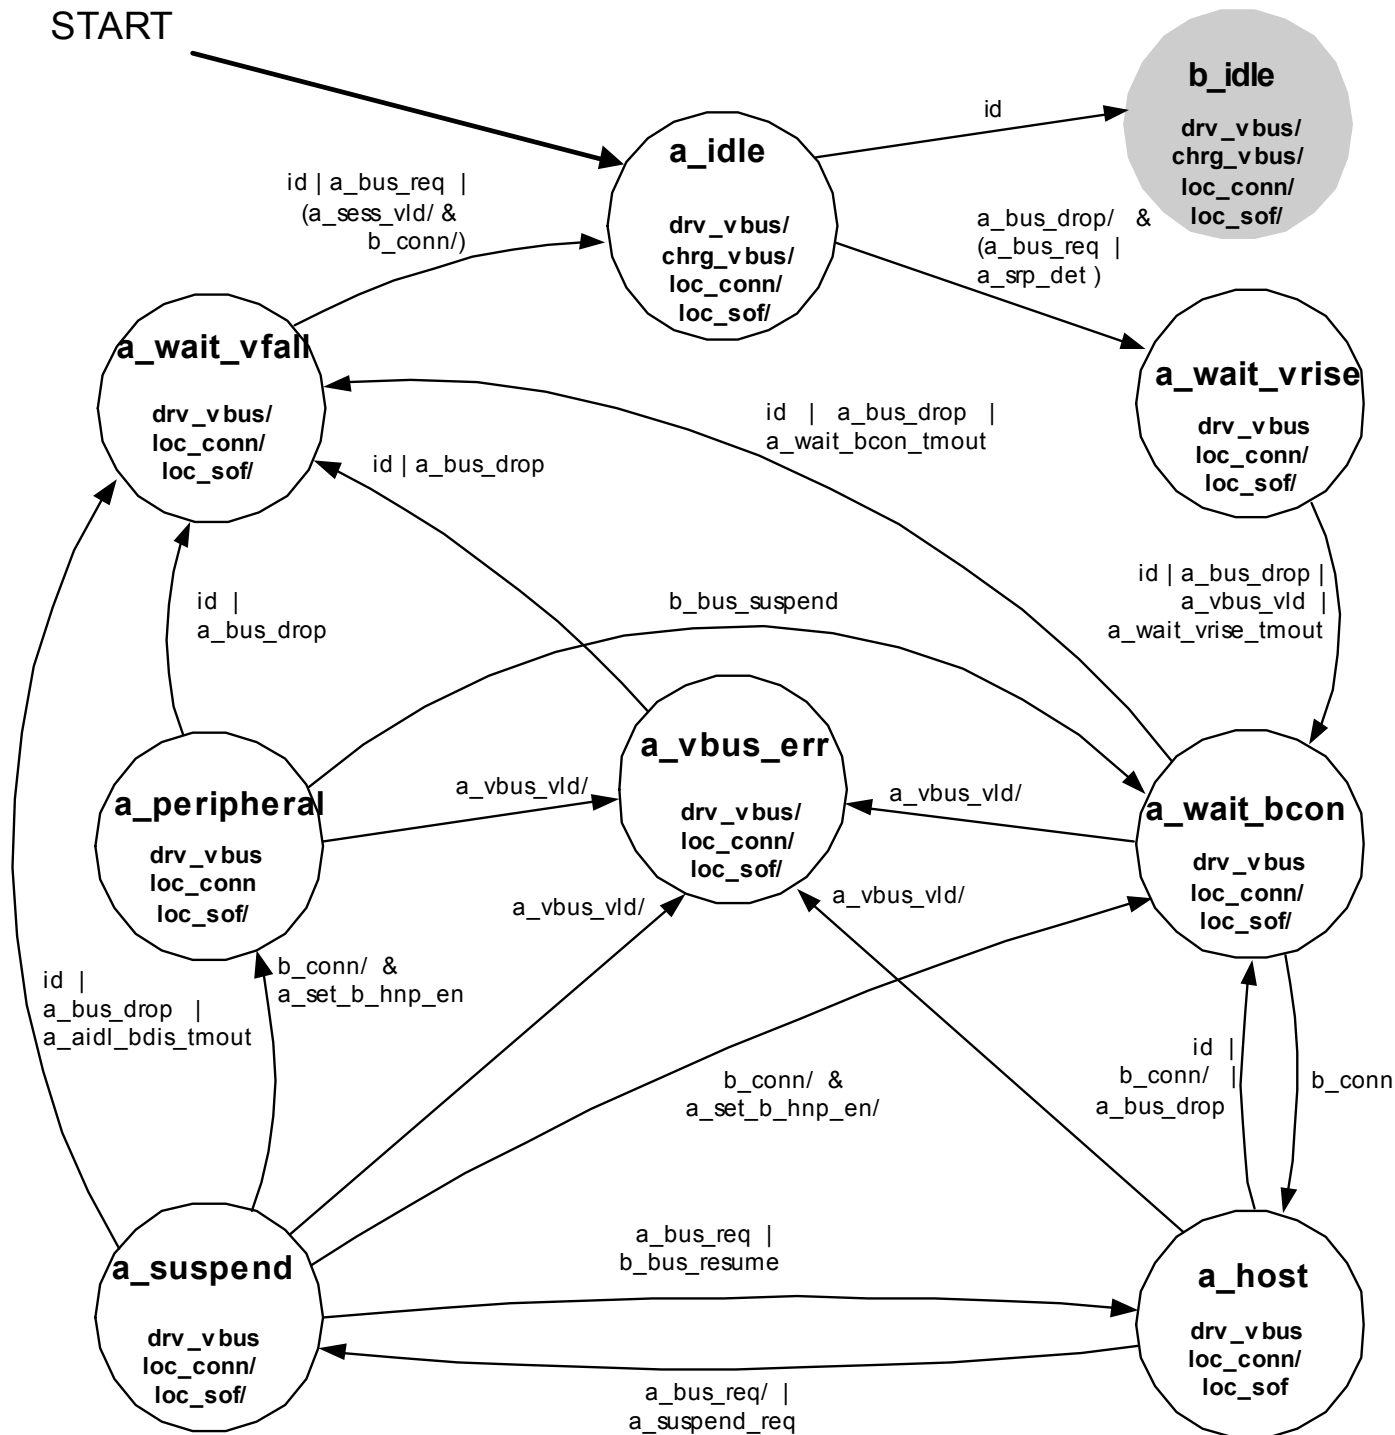 START
b_idle
drv_vbus/
chrg_vbus/
loc_conn/
loc_sof/
id
a_idle
drv_vbus/
chrg_vbus/
loc_conn/
loc_sof/
id | a_bus_req |
(a_sess_vld/ &
b_conn/)
a_bus_drop/ &
(a_bus_req |
a_srp_det )
a_wait_vfall
drv_vbus/
loc_conn/
loc_sof/
a_wait_vrise
drv_vbus
loc_conn/
loc_sof/
id | a_bus_drop |
a_wait_bcon_tmout
id | a_bus_drop
id | a_bus_drop |
a_vbus_vld |
a_wait_vrise_tmout
id |
a_bus_drop
b_bus_suspend
a_vbus_err
drv_vbus/
loc_conn/
loc_sof/
a_peripheral
drv_vbus
loc_conn
loc_sof/
a_vbus_vld/
a_vbus_vld/
a_wait_bcon
drv_vbus
loc_conn/
loc_sof/
a_vbus_vld/
a_vbus_vld/
b_conn/ &
a_set_b_hnp_en
id |
a_bus_drop |
a_aidl_bdis_tmout
b_conn/ &
a_set_b_hnp_en/
id |
b_conn/ |
a_bus_drop
b_conn
a_suspend
drv_vbus
loc_conn/
loc_sof/
a_bus_req |
b_bus_resume
a_host
drv_vbus
loc_conn/
loc_sof
a_bus_req/ |
a_suspend_req